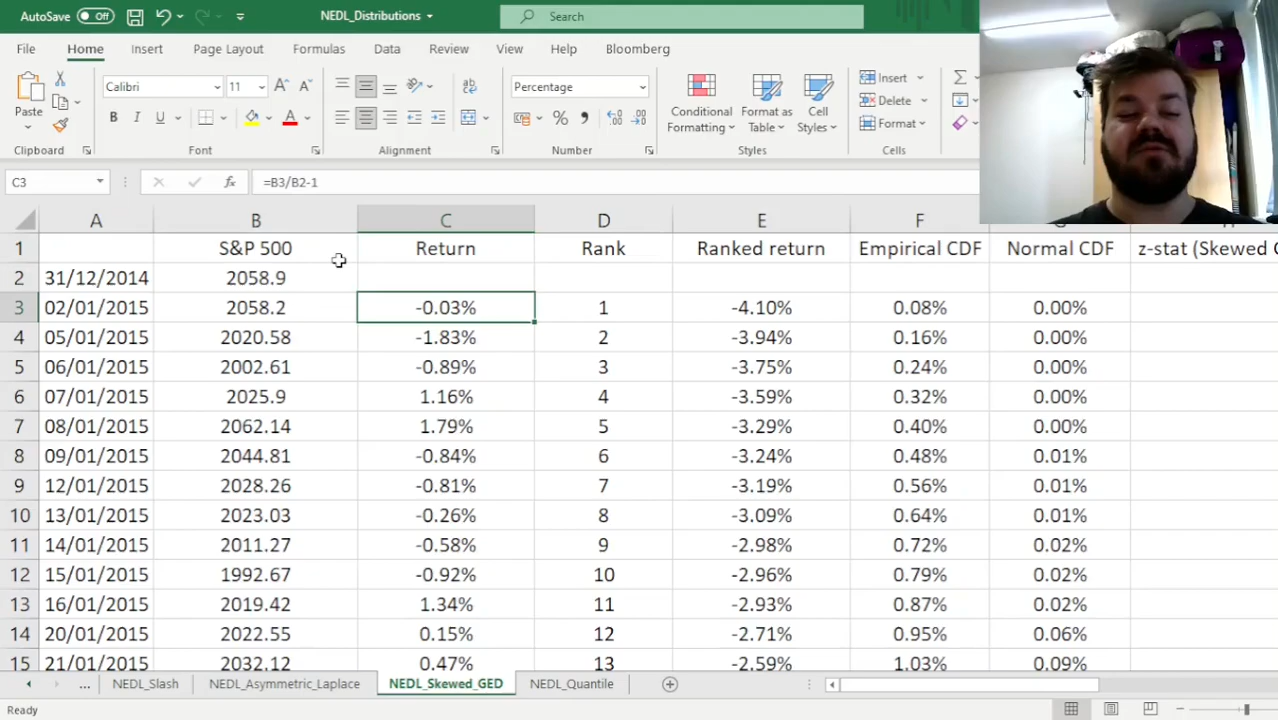 AutoSave Off NEDL_Distributions Search
File Home Insert Page Layout Formulas Data Review View Help Bloomberg
Paste Calibri 11 A A Percentage Conditional Formatting Format as Table Cell Styles Insert Delete Format
B I U A
Clipboard Font Alignment Number Styles Cells
C3 fx =B3/B2-1
A B C D E F
1 S&P 500 Return Rank Ranked return Empirical CDF Normal CDF z-stat (Skewed
2 31/12/2014 2058.9
3 02/01/2015 2058.2 -0.03% 1 -4.10% 0.08% 0.00%
4 05/01/2015 2020.58 -1.83% 2 -3.94% 0.16% 0.00%
5 06/01/2015 2002.61 -0.89% 3 -3.75% 0.24% 0.00%
6 07/01/2015 2025.9 1.16% 4 -3.59% 0.32% 0.00%
7 08/01/2015 2062.14 1.79% 5 -3.29% 0.40% 0.00%
8 09/01/2015 2044.81 -0.84% 6 -3.24% 0.48% 0.01%
9 12/01/2015 2028.26 -0.81% 7 -3.19% 0.56% 0.01%
10 13/01/2015 2023.03 -0.26% 8 -3.09% 0.64% 0.01%
11 14/01/2015 2011.27 -0.58% 9 -2.98% 0.72% 0.02%
12 15/01/2015 1992.67 -0.92% 10 -2.96% 0.79% 0.02%
13 16/01/2015 2019.42 1.34% 11 -2.93% 0.87% 0.02%
14 20/01/2015 2022.55 0.15% 12 -2.71% 0.95% 0.06%
15 21/01/2015 2032.12 0.47% 13 -2.59% 1.03% 0.09%
... NEDL_Slash NEDL_Asymmetric_Laplace NEDL_Skewed_GED NEDL_Quantile
Ready